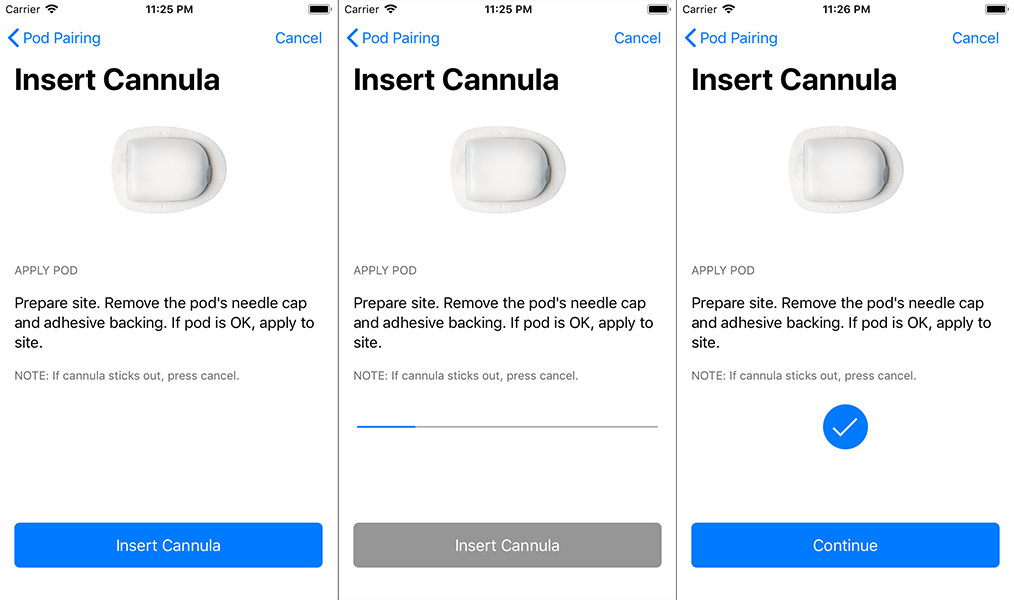 Carrier 11:25 PM
Pod Pairing Cancel
Insert Cannula
APPLY POD
Prepare site. Remove the pod's needle cap
and adhesive backing. If pod is OK, apply to
site.
NOTE: If cannula sticks out, press cancel.
Insert Cannula
Carrier 11:25 PM
Pod Pairing Cancel
Insert Cannula
APPLY POD
Prepare site. Remove the pod's needle cap
and adhesive backing. If pod is OK, apply to
site.
NOTE: If cannula sticks out, press cancel.
Insert Cannula
Carrier 11:26 PM
Pod Pairing Cancel
Insert Cannula
APPLY POD
Prepare site. Remove the pod's needle cap
and adhesive backing. If pod is OK, apply to
site.
NOTE: If cannula sticks out, press cancel.
Continue